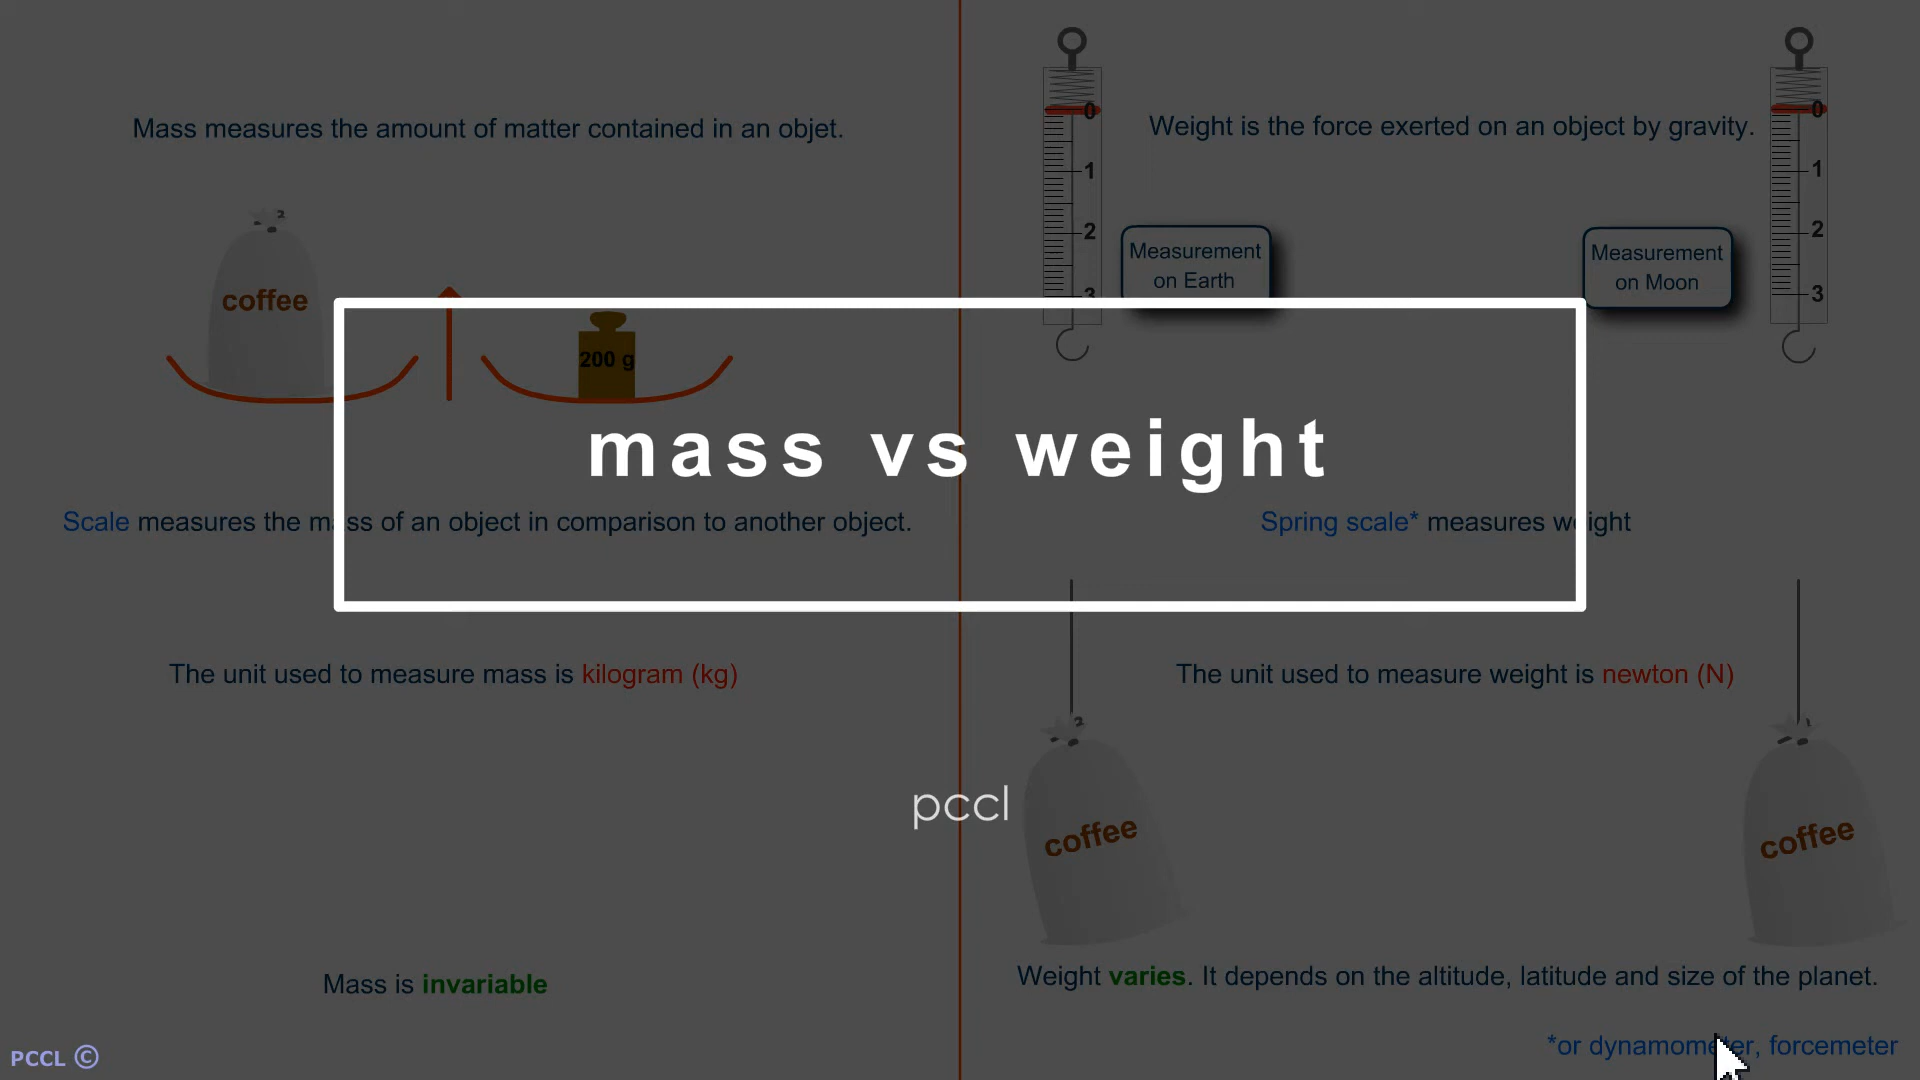 Mass measures the amount of matter contained in an objet.
coffee
200 g
Scale measures the mass of an object in comparison to another object.
The unit used to measure mass is kilogram (kg)
Mass is invariable
PCCL ©
mass vs weight
pccl
Weight is the force exerted on an object by gravity.
0
1
2
3
Measurement
on Earth
Measurement
on Moon
0
1
2
3
Spring scale* measures weight
The unit used to measure weight is newton (N)
coffee
coffee
Weight varies. It depends on the altitude, latitude and size of the planet.
*or dynamometer, forcemeter